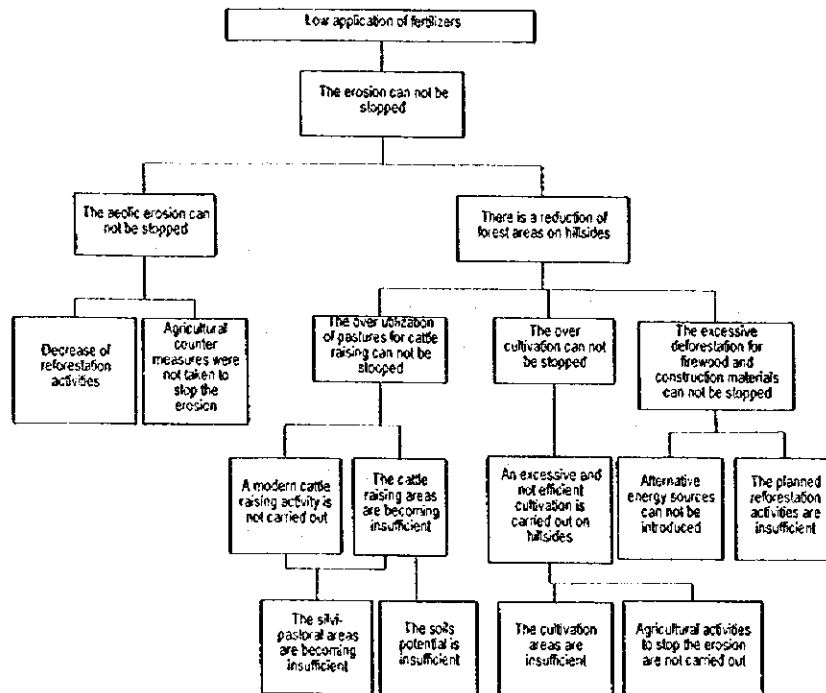 Low application of fertilizers
The erosion can not be
stopped
The aeolic erosion can
not be stopped
There is a reduction of
forest areas on hillsides
Decrease of
reforestation
activities
Agricultural
counter
measures were
not taken to
stop the
erosion
The over utilization
of pastures for cattle
raising can not be
stopped
The over
cultivation can not
be stopped
The excessive
deforestation for
firewood and
construction materials
can not be stopped
A modern cattle
raising activity is
not carried out
The cattle
raising areas
are becoming
insufficient
An excessive and
not efficient
cultivation is
carried out on
hillsides
Alternative
energy sources
can not be
introduced
The planned
reforestation
activities are
insufficient
The silvi-
pastoral areas
are becoming
insufficient
The soils
potential is
insufficient
The cultivation
areas are
insufficient
Agricultural activities
to stop the erosion
are not carried out